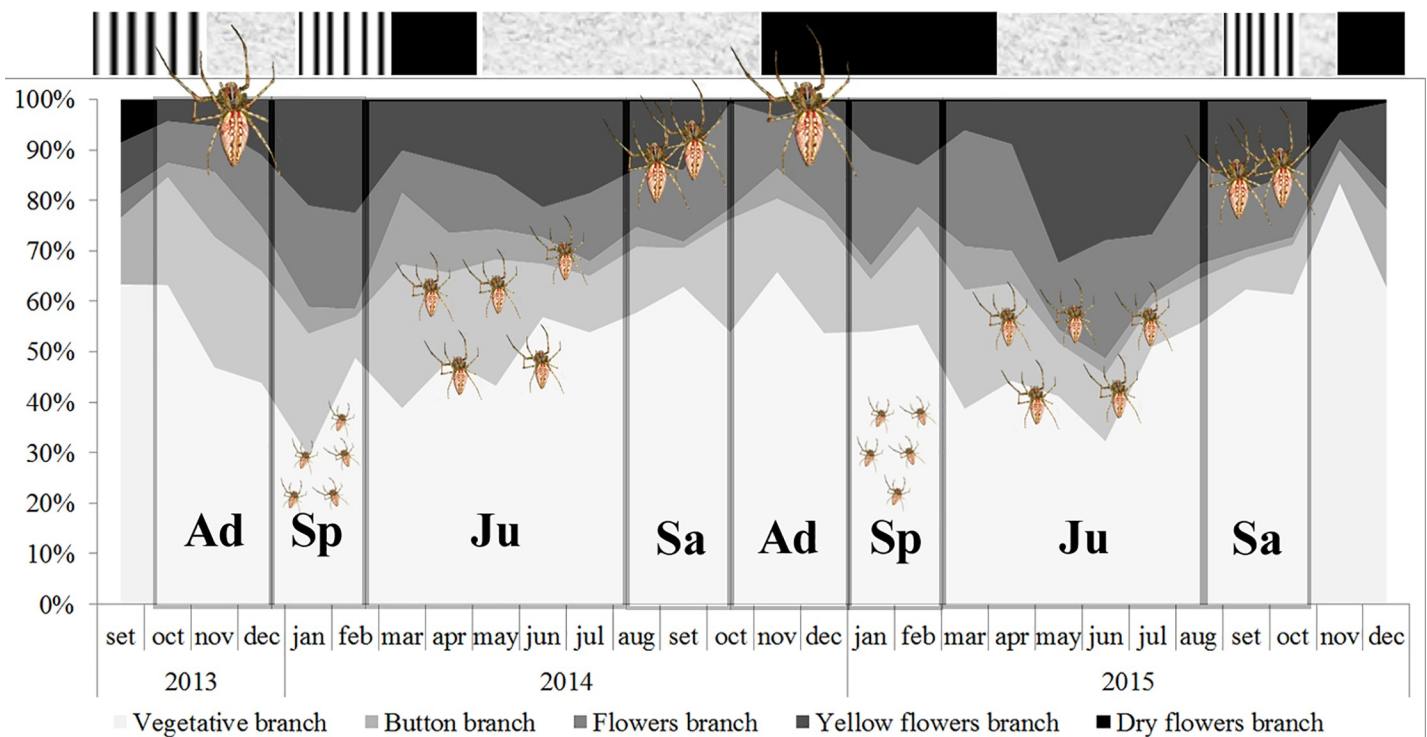 100%
90%
80%
70%
60%
50%
40%
30%
20%
10%
0%
Ad Sp Ju Sa Ad Sp Ju Sa
set oct nov dec jan feb mar apr may jun jul aug set oct nov dec jan feb mar apr may jun jul aug set oct nov dec
2013 2014 2015
Vegetative branch Button branch Flowers branch Yellow flowers branch Dry flowers branch